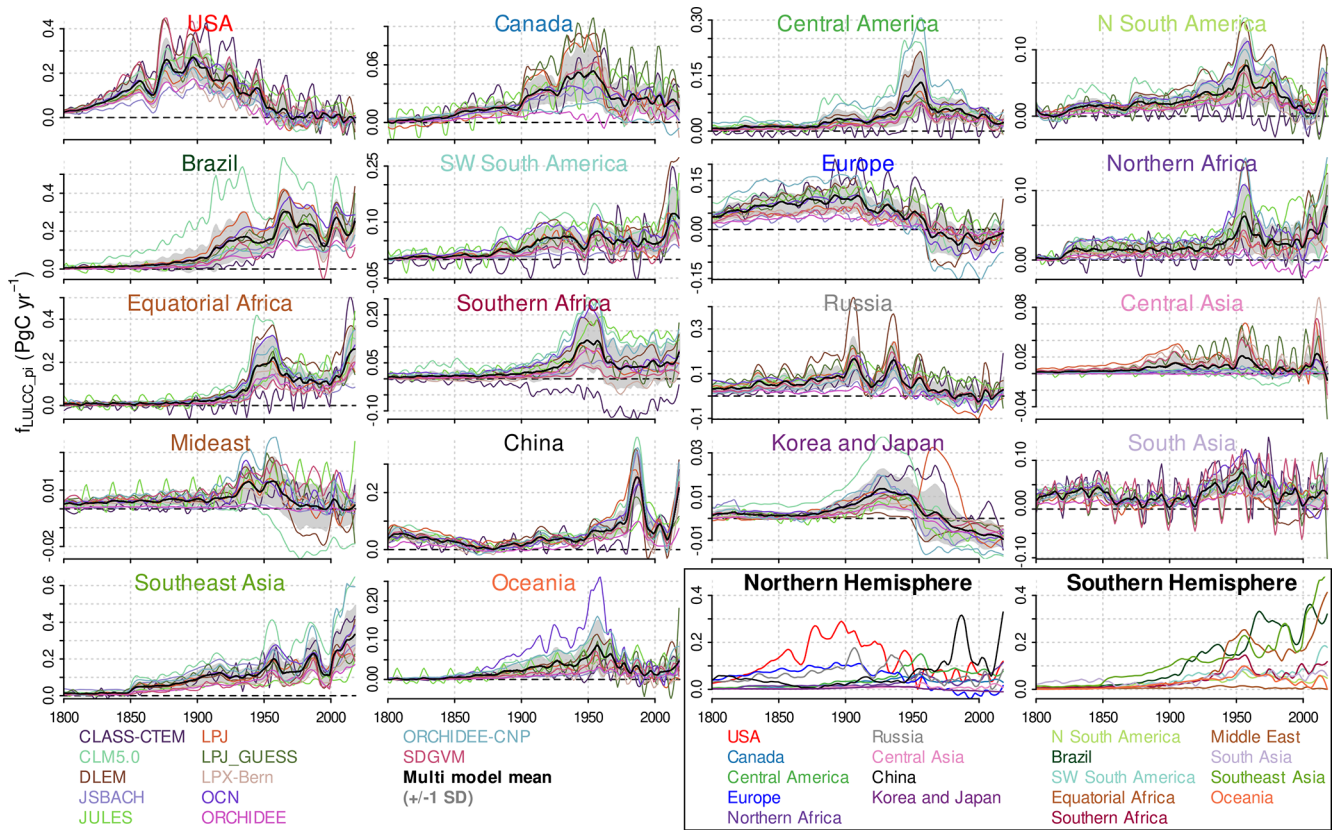 USA
Canada
Central America
N South America
0.0 0.2 0.4
0.00 0.06
0.00 0.10 0.20 0.30
0.00 0.10
Brazil
SW South America
Europe
Northern Africa
0.0 0.2 0.4
-0.05 0.10 0.25
-0.15 0.00 0.15
0.00 0.10
Equatorial Africa
Southern Africa
Russia
Central Asia
0.0 0.2 0.4
-0.10 0.05 0.20
-0.1 0.1 0.3
-0.04 0.02 0.08
fLULCC_pi (PgC yr−1)
Mideast
China
Korea and Japan
South Asia
-0.02 0.01
0.0 0.2
-0.01 0.01 0.03
-0.10 0.00 0.10
Southeast Asia
Oceania
Northern Hemisphere
Southern Hemisphere
0.0 0.2 0.4 0.6
0.00 0.10 0.20
0.0 0.2 0.4
0.0 0.2 0.4
1800 1850 1900 1950 2000
1800 1850 1900 1950 2000
1800 1850 1900 1950 2000
1800 1850 1900 1950 2000
CLASS-CTEM
CLM5.0
DLEM
JSBACH
JULES
LPJ
LPJ_GUESS
LPX-Bern
OCN
ORCHIDEE
ORCHIDEE-CNP
SDGVM
Multi model mean
(+/-1 SD)
USA
Canada
Central America
Europe
Northern Africa
Russia
Central Asia
China
Korea and Japan
N South America
Brazil
SW South America
Equatorial Africa
Southern Africa
Middle East
South Asia
Southeast Asia
Oceania